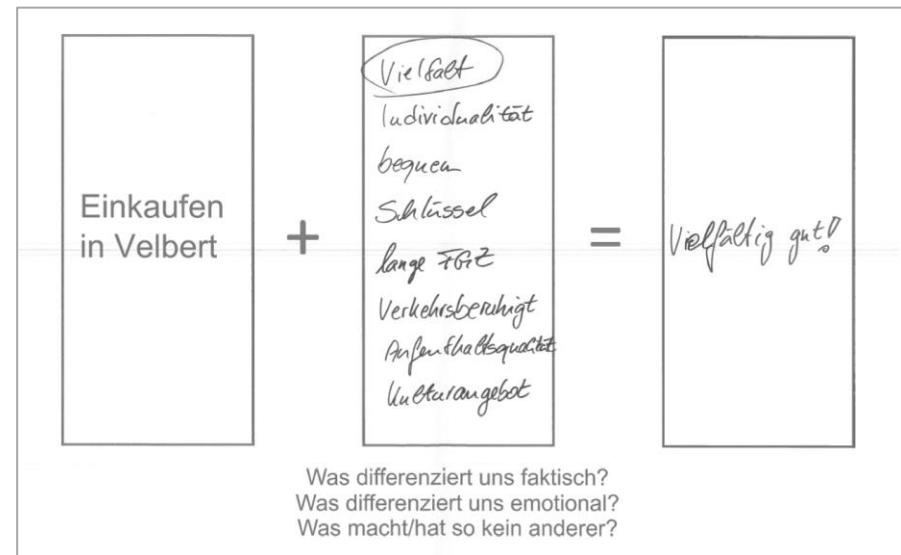 Einkaufen
in Velbert
+
Vielfalt
Individualität
bequem
Schlüssel
lange FGZ
Verkehrsberuhigt
Aufenthaltsqualität
Kulturangebot
=
Vielfältig gut!
Was differenziert uns faktisch?
Was differenziert uns emotional?
Was macht/hat so kein anderer?